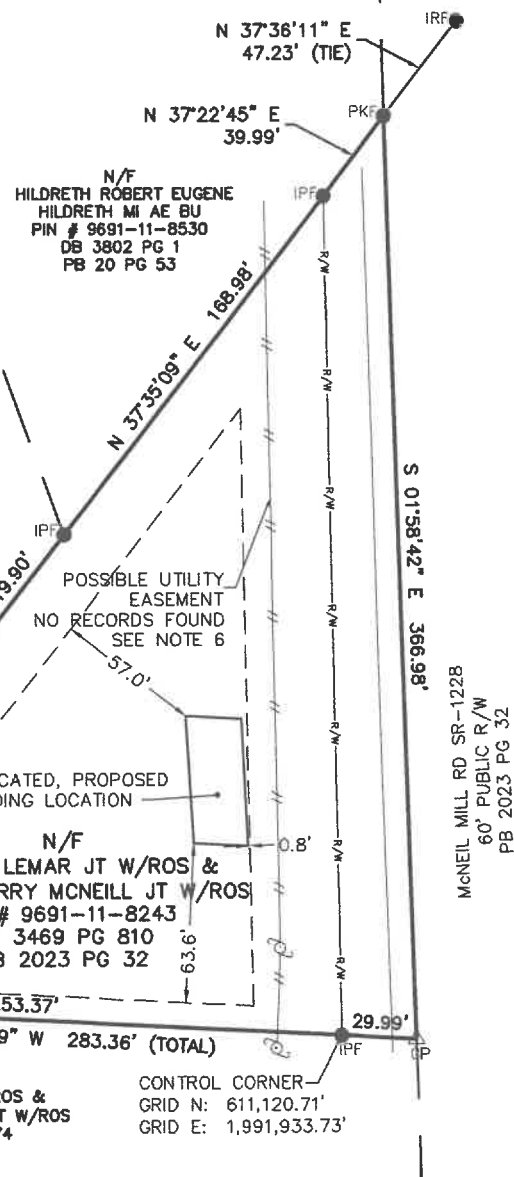 IRF
N 37°36'11" E
47.23' (TIE)
PKF
N 37°22'45" E
39.99'
N/F
HILDRETH ROBERT EUGENE
HILDRETH MI AE BU
PIN # 9691-11-8530
DB 3802 PG 1
PB 20 PG 53
IPF
R/W
N 37°35'09" E 168.98'
R/W
R/W
S 01°58'42" E 366.98'
IPF
9.90'
POSSIBLE UTILITY
EASEMENT
NO RECORDS FOUND
SEE NOTE 6
R/W
57.0'
McNEIL MILL RD SR-1228
60' PUBLIC R/W
PB 2023 PG 32
R/W
CATED, PROPOSED
DING LOCATION
0.8'
R/W
N/F
LEMAR JT W/ROS &
RRY MCNEILL JT W/ROS
# 9691-11-8243
3469 PG 810
B 2023 PG 32
63.6'
R/W
53.37'
29.99'
9" W 283.36' (TOTAL)
IPF
CP
ROS &
T W/ROS
74
CONTROL CORNER
GRID N: 611,120.71'
GRID E: 1,991,933.73'